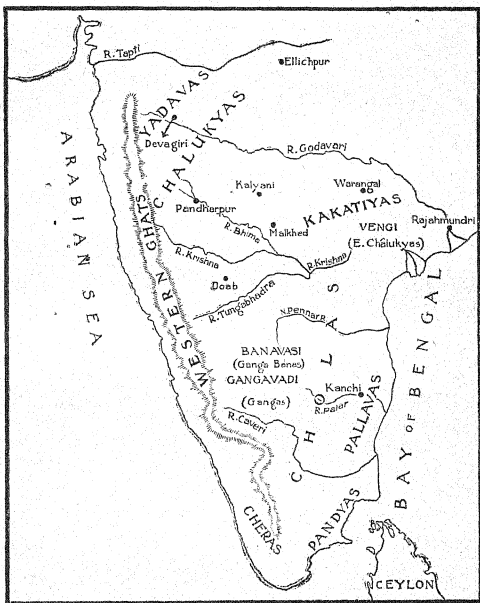 R. Tapti
Ellichpur
YADAVAS
Devagiri
CHALUKYAS
R. Godavari
ARABIAN SEA
WESTERN GHATS
Kalyani
Warangal
Pandharpur
KAKATIYAS
Malkhed
R. Bhima
VENGI
(E. Chalukyas)
Rajahmundri
R. Krishna
R. Krishna
Doab
R. Tungabhadra
N. Pennar R.
BANAVASI
(Ganga Banes)
GANGAVADI
(Gangas)
Kanchi
R. Palar
R. Caveri
CHOLAS
PALLAVAS
BAY OF BENGAL
CHERAS
PANDYAS
CEYLON